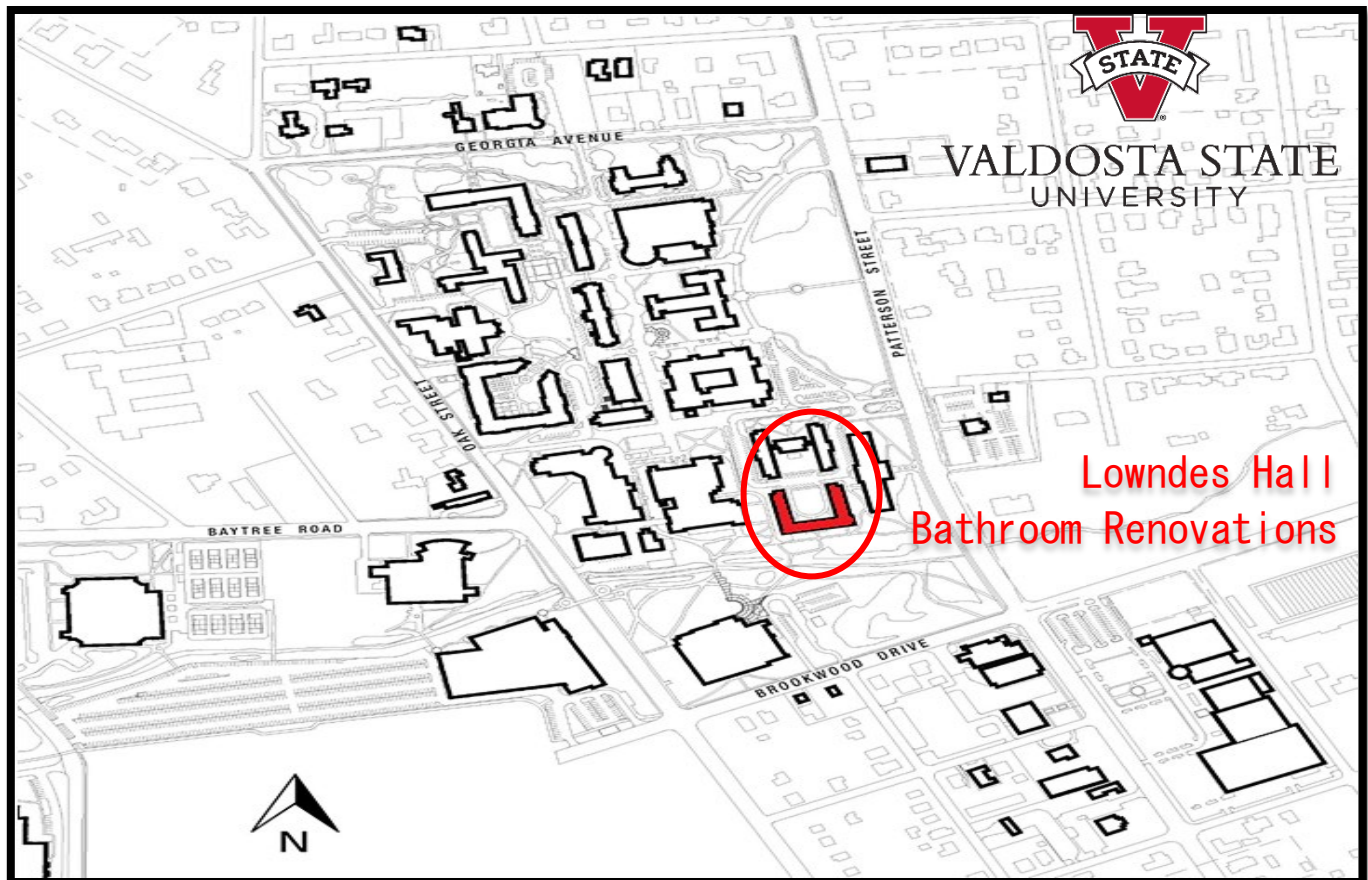 STATE
VALDOSTA STATE
UNIVERSITY
GEORGIA AVENUE
PATTERSON STREET
OAK STREET
Lowndes Hall
Bathroom Renovations
BAYTREE ROAD
BROOKWOOD DRIVE
N